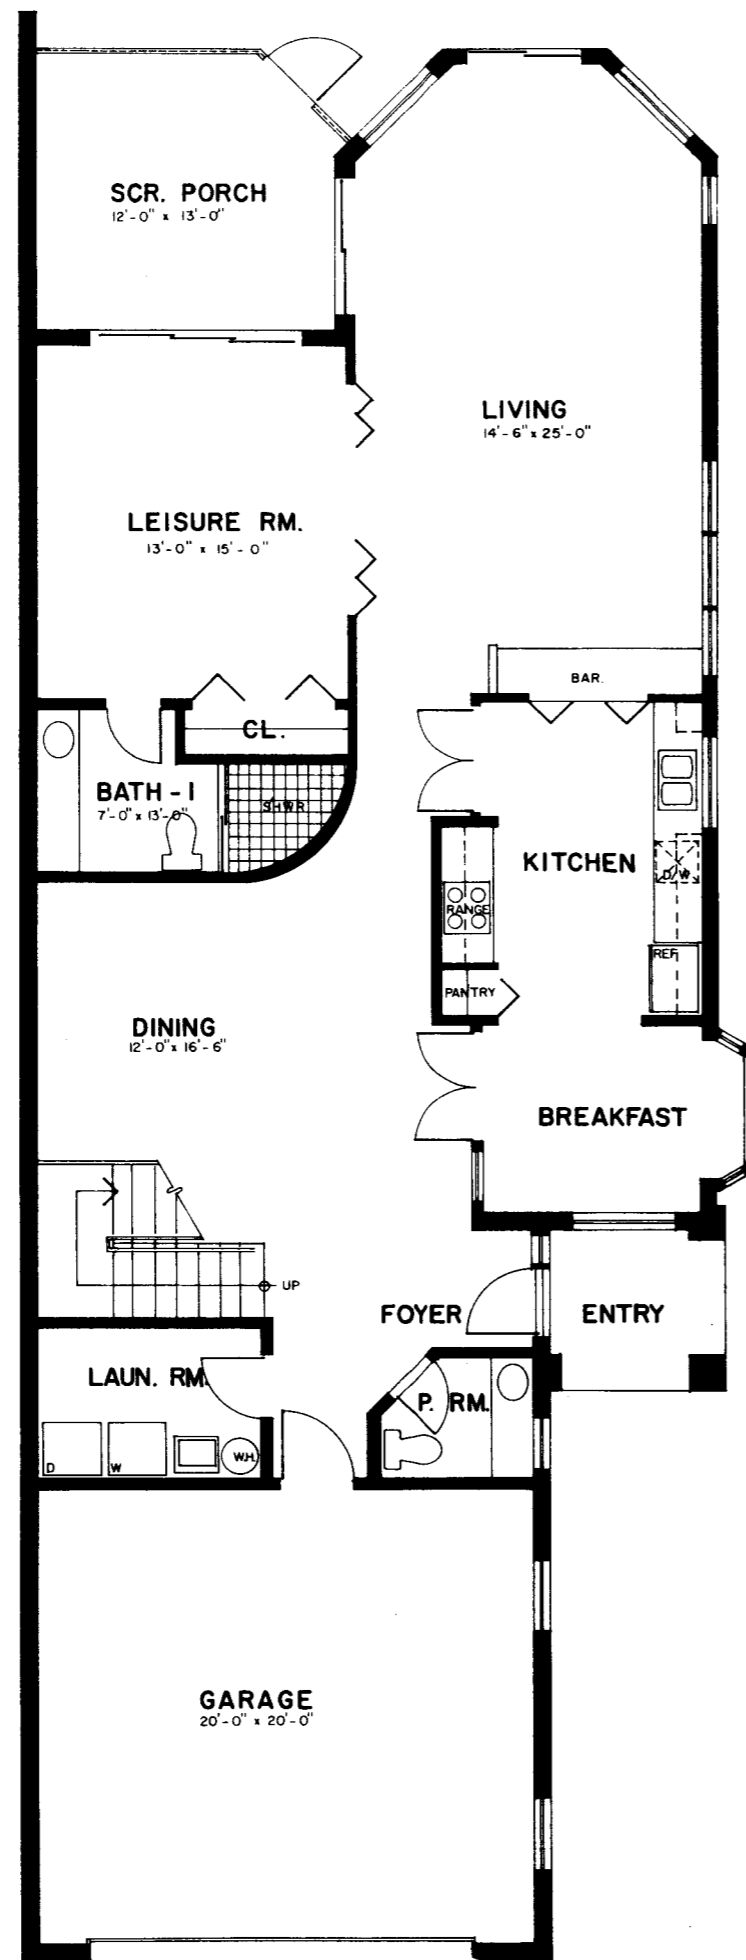 SCR. PORCH
12'-0" x 13'-0"
LIVING
14'-6" x 25'-0"
LEISURE RM.
13'-0" x 15'-0"
BAR.
CL.
BATH-1
7'-0" x 13'-0"
SHWR
KITCHEN
D/W
RANGE
REF
PANTRY
DINING
12'-0" x 16'-6"
BREAKFAST
UP
FOYER
ENTRY
LAUN. RM.
P. RM.
D
W
W.H.
GARAGE
20'-0" x 20'-0"